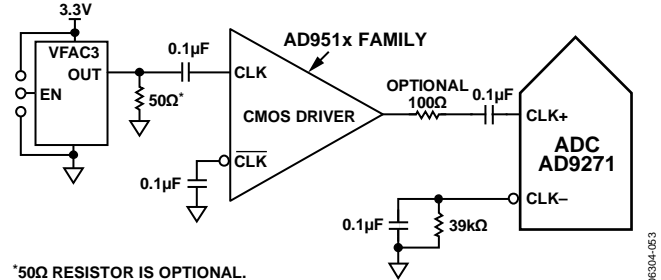 3.3V
VFAC3
OUT
EN
50Ω*
0.1µF
AD951x FAMILY
CLK
CMOS DRIVER
CLK
0.1µF
OPTIONAL
100Ω
0.1µF
CLK+
ADC
AD9271
CLK–
0.1µF
39kΩ
*50Ω RESISTOR IS OPTIONAL.
06304-053